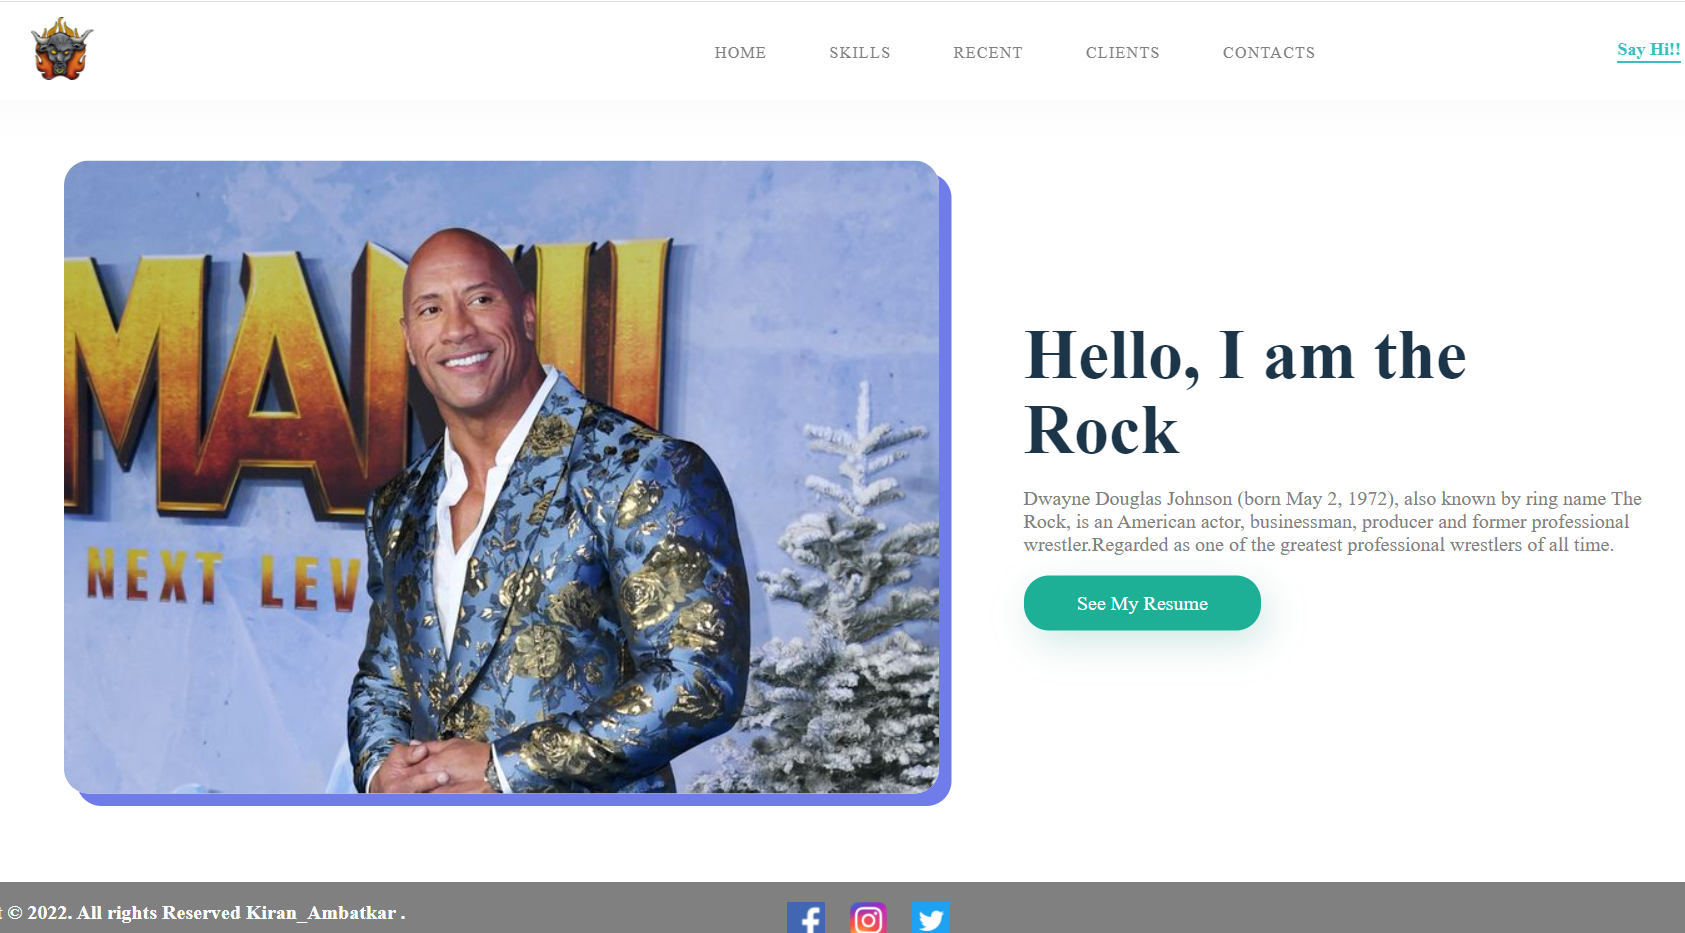 HOME SKILLS RECENT CLIENTS CONTACTS Say Hi!!
MANJI
NEXT LEV
Hello, I am the
Rock
Dwayne Douglas Johnson (born May 2, 1972), also known by ring name The
Rock, is an American actor, businessman, producer and former professional
wrestler.Regarded as one of the greatest professional wrestlers of all time.
See My Resume
t © 2022. All rights Reserved Kiran_Ambatkar .